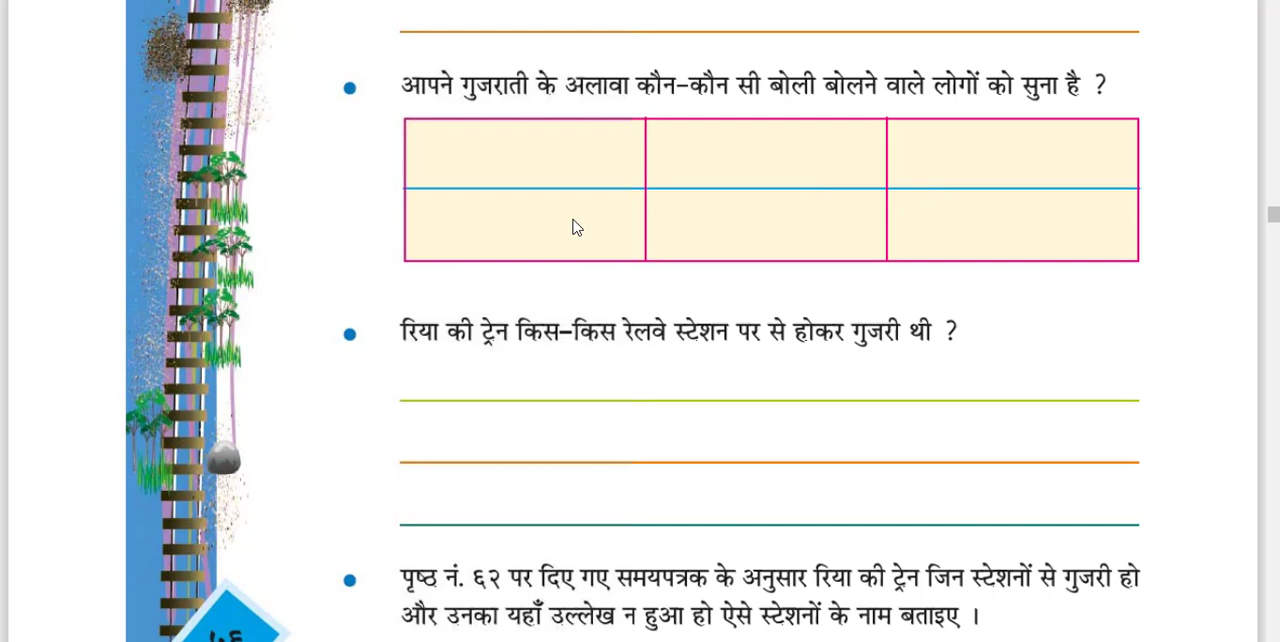 आपने गुजराती के अलावा कौन-कौन सी बोली बोलने वाले लोगों को सुना है ?
रिया की ट्रेन किस-किस रेलवे स्टेशन पर से होकर गुजरी थी ?
पृष्ठ नं. ६२ पर दिए गए समयपत्रक के अनुसार रिया की ट्रेन जिन स्टेशनों से गुजरी हो
और उनका यहाँ उल्लेख न हुआ हो ऐसे स्टेशनों के नाम बताइए ।